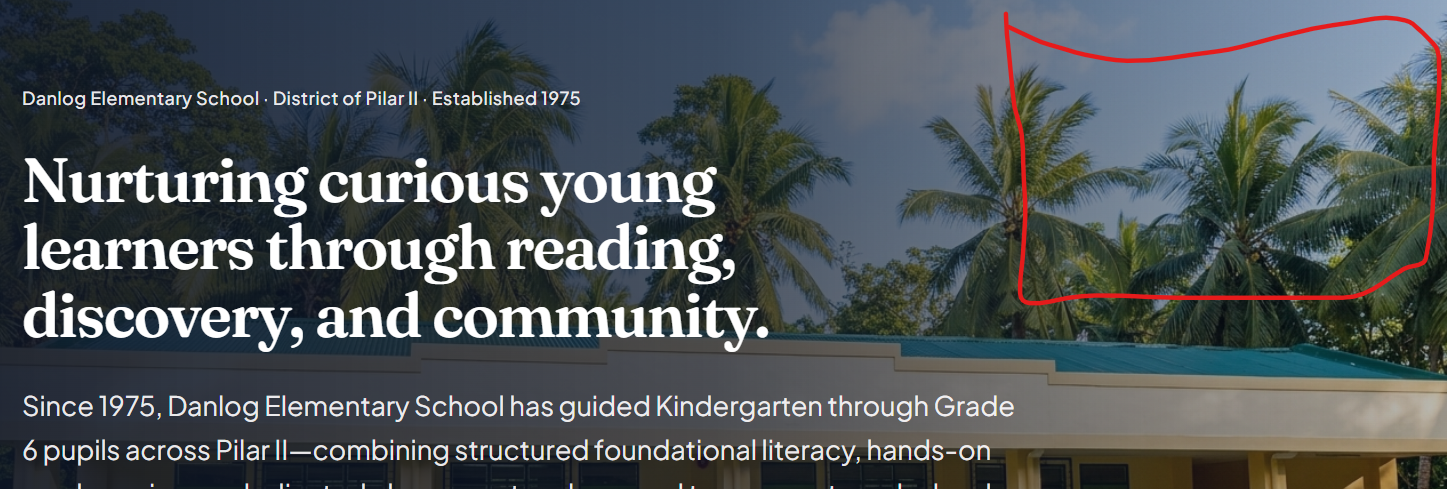 Danlog Elementary School · District of Pilar II · Established 1975
Nurturing curious young
learners through reading,
discovery, and community.
Since 1975, Danlog Elementary School has guided Kindergarten through Grade
6 pupils across Pilar II—combining structured foundational literacy, hands-on